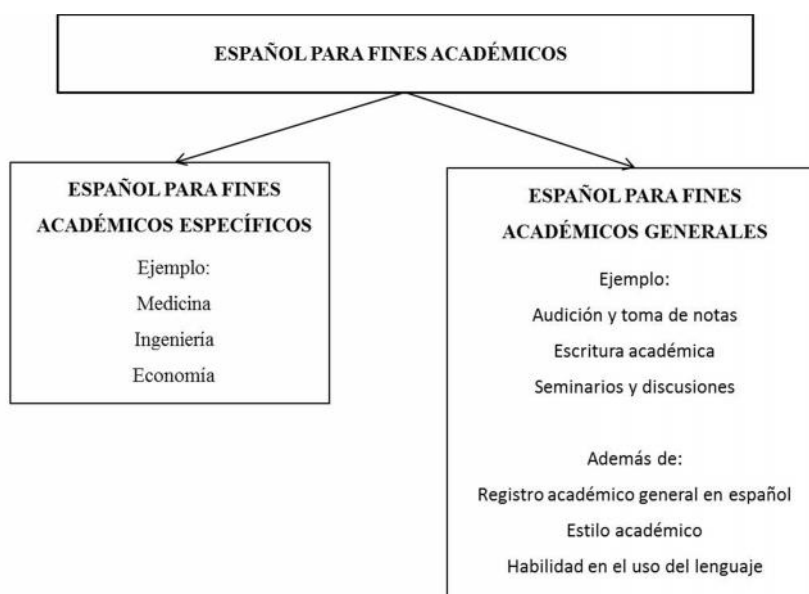 ESPAÑOL PARA FINES ACADÉMICOS
ESPAÑOL PARA FINES
ACADÉMICOS ESPECÍFICOS
Ejemplo:
Medicina
Ingeniería
Economía
ESPAÑOL PARA FINES
ACADÉMICOS GENERALES
Ejemplo:
Audición y toma de notas
Escritura académica
Seminarios y discusiones
Además de:
Registro académico general en español
Estilo académico
Habilidad en el uso del lenguaje